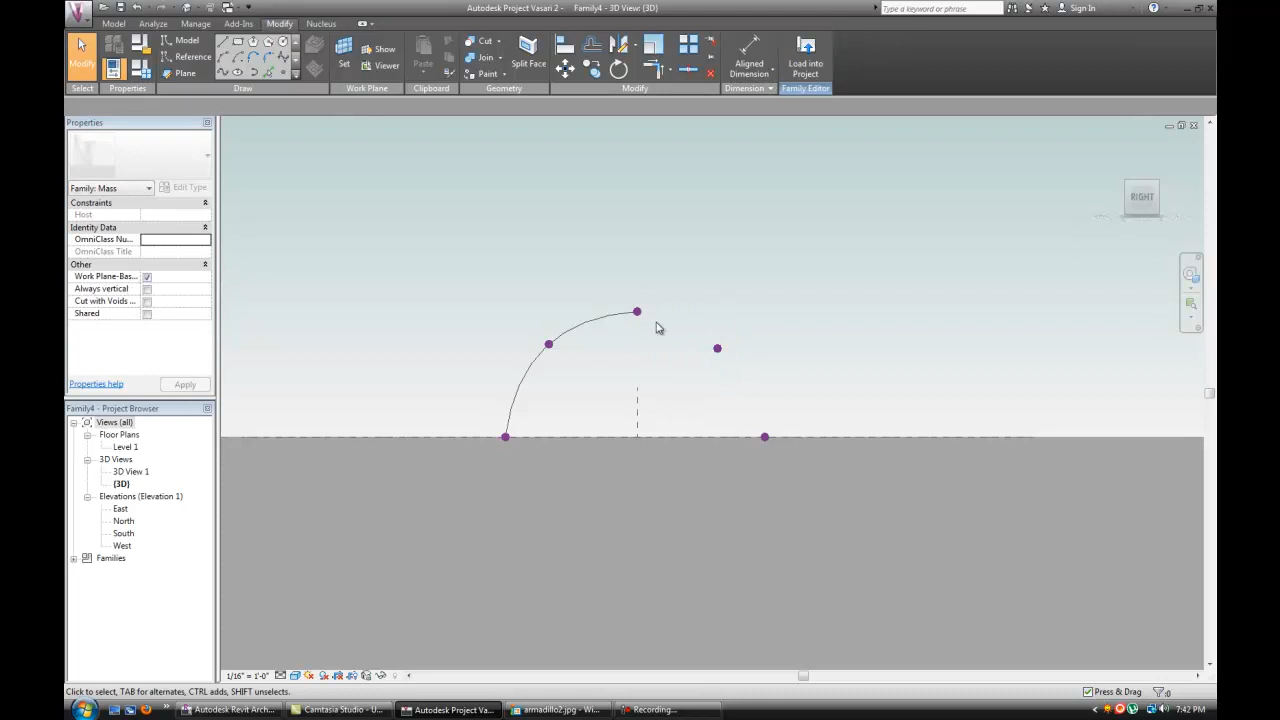 Autodesk Project Vasari 2 - Family4 - 3D View: {3D}
Type a keyword or phrase
Sign In
Model Analyze Manage Add-Ins Modify Nucleus
Modify
Model
Reference
Plane
Set
Show
Viewer
Paste
Cut
Join
Paint
Split Face
Aligned
Dimension
Load into
Project
Select Properties Draw Work Plane Clipboard Geometry Modify Dimension Family Editor
Properties
Family: Mass
Edit Type
Constraints
Host
Identity Data
OmniClass Nu...
OmniClass Title
Other
Work Plane-Bas...
Always vertical
Cut with Voids ...
Shared
Properties help
Apply
Family4 - Project Browser
Views (all)
Floor Plans
Level 1
3D Views
3D View 1
{3D}
Elevations (Elevation 1)
East
North
South
West
Families
RIGHT
1/16" = 1'-0"
Click to select, TAB for alternates, CTRL adds, SHIFT unselects.
Press & Drag
:0
Autodesk Revit Arch...
Camtasia Studio - U...
Autodesk Project Va...
armadillo2.jpg - Wi...
Recording...
7:42 PM